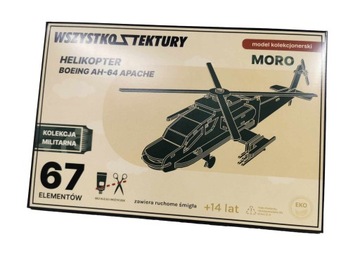 WSZYSTKO Z TEKTURY
model kolekcjonerski
HELIKOPTER
BOEING AH-64 APACHE
MORO
KOLEKCJA
MILITARNA
67
ELEMENTÓW
zawiera ruchome śmigła
+14 lat
EKO